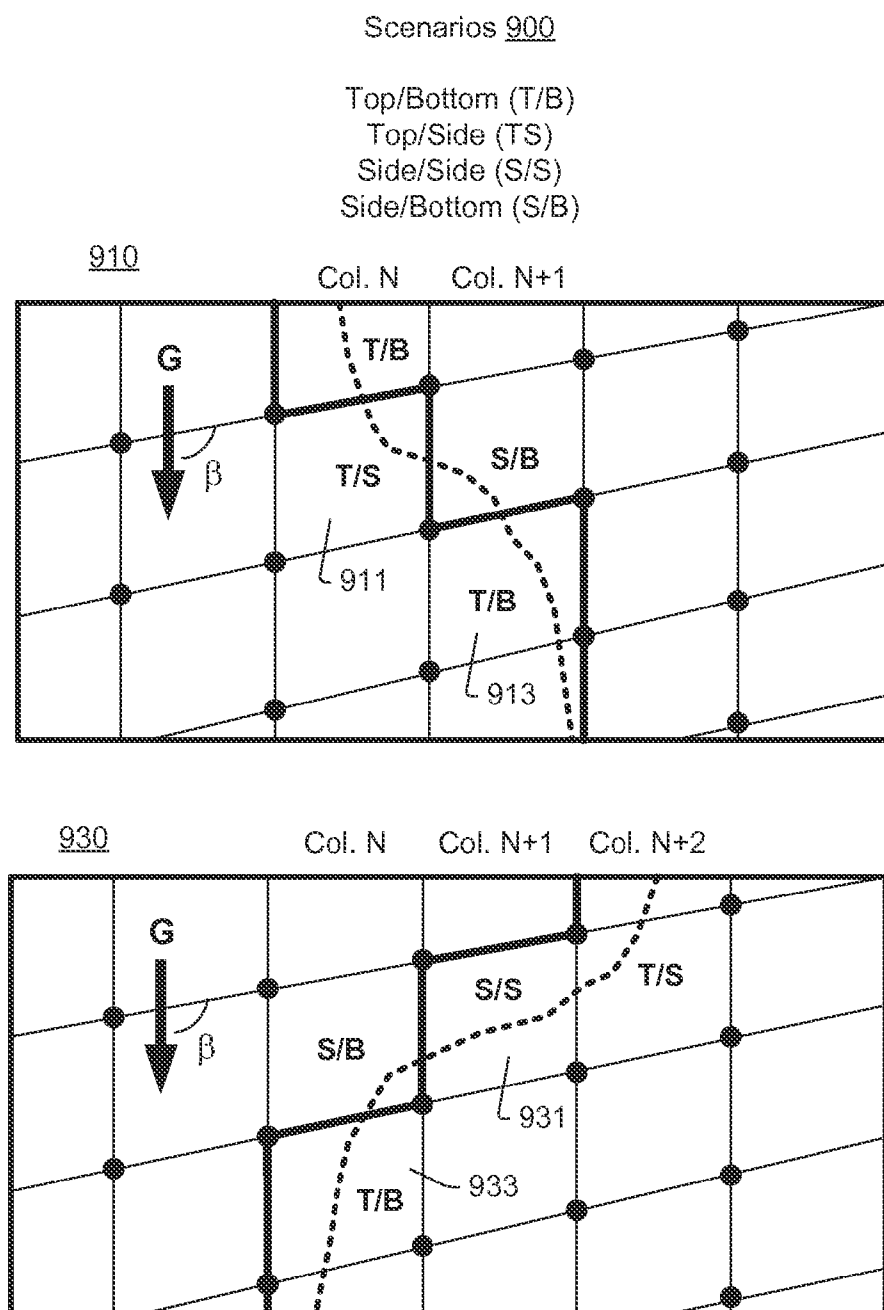 Scenarios 900
Top/Bottom (T/B)
Top/Side (TS)
Side/Side (S/S)
Side/Bottom (S/B)
910
Col. N Col. N+1
G
T/B
β
T/S
S/B
911
T/B
913
930
Col. N Col. N+1 Col. N+2
G
S/S
T/S
β
S/B
931
933
T/B